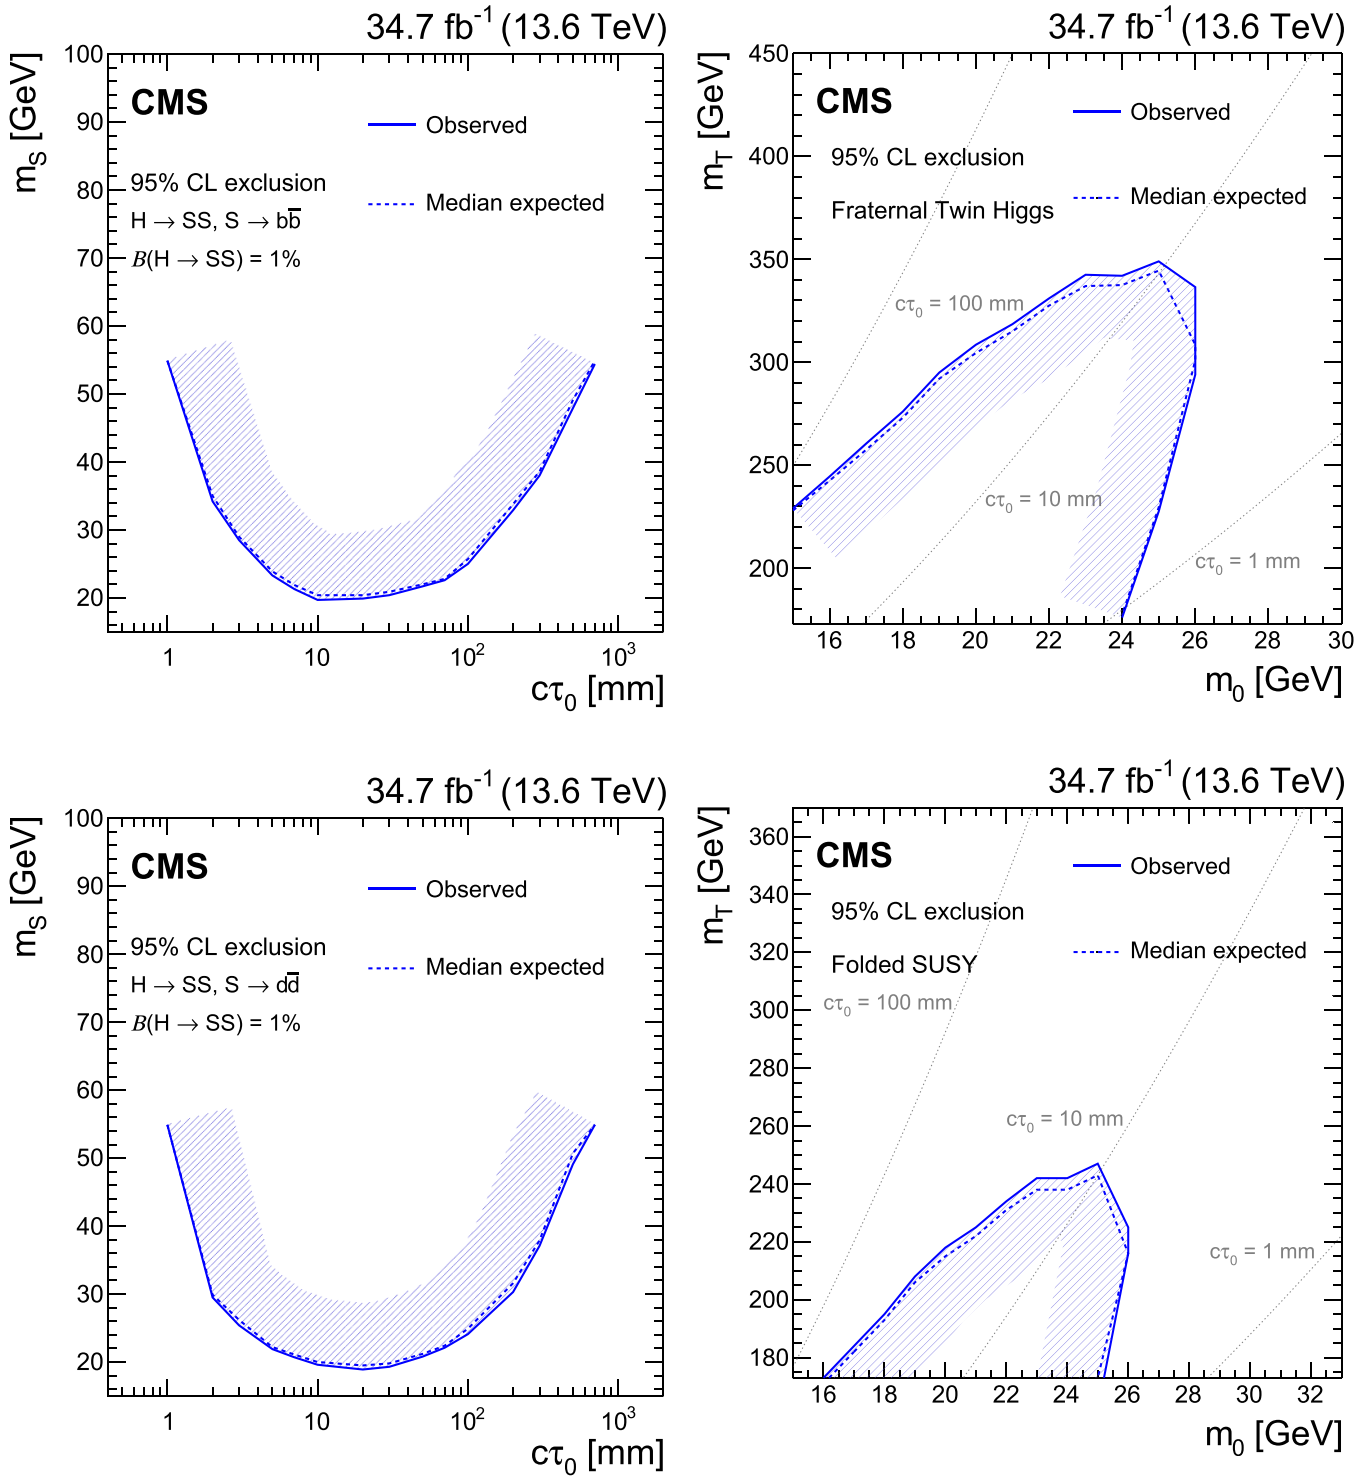 34.7 fb⁻¹ (13.6 TeV)
CMS
Observed
Median expected
95% CL exclusion
H → SS, S → bb̅
B(H → SS) = 1%
m_S [GeV]
100
90
80
70
60
50
40
30
20
1 10 10² 10³
cτ₀ [mm]
34.7 fb⁻¹ (13.6 TeV)
CMS
Observed
95% CL exclusion
Median expected
Fraternal Twin Higgs
cτ₀ = 100 mm
cτ₀ = 10 mm
cτ₀ = 1 mm
m_T [GeV]
450
400
350
300
250
200
16 18 20 22 24 26 28 30
m₀ [GeV]
34.7 fb⁻¹ (13.6 TeV)
CMS
Observed
95% CL exclusion
Median expected
H → SS, S → dd̅
B(H → SS) = 1%
m_S [GeV]
100
90
80
70
60
50
40
30
20
1 10 10² 10³
cτ₀ [mm]
34.7 fb⁻¹ (13.6 TeV)
CMS
Observed
95% CL exclusion
Median expected
Folded SUSY
cτ₀ = 100 mm
cτ₀ = 10 mm
cτ₀ = 1 mm
m_T [GeV]
360
340
320
300
280
260
240
220
200
180
16 18 20 22 24 26 28 30 32
m₀ [GeV]